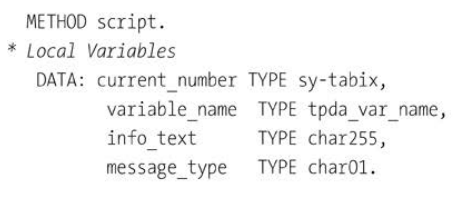 METHOD script.
* Local Variables
DATA: current_number TYPE sy-tabix,
variable_name TYPE tpda_var_name,
info_text TYPE char255,
message_type TYPE char01.